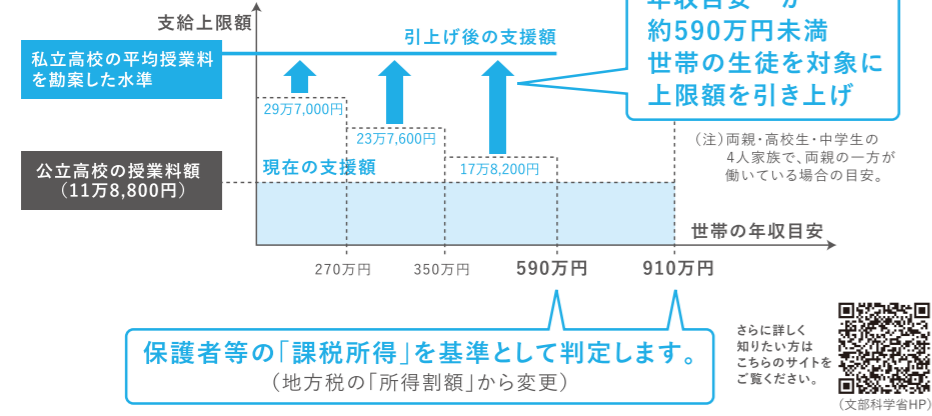 年収目安 が
約590万円未満
世帯の生徒を対象に
上限額を引き上げ
支給上限額
引上げ後の支援額
私立高校の平均授業料
を勘案した水準
29万7,000円
23万7,600円
17万8,200円
(注)両親・高校生・中学生の
4人家族で、両親の一方が
働いている場合の目安。
現在の支援額
公立高校の授業料額
(11万8,800円)
世帯の年収目安
270万円
350万円
590万円
910万円
保護者等の「課税所得」を基準として判定します。
(地方税の「所得割額」から変更)
さらに詳しく
知りたい方は
こちらのサイトを
ご覧ください。
(文部科学省HP)